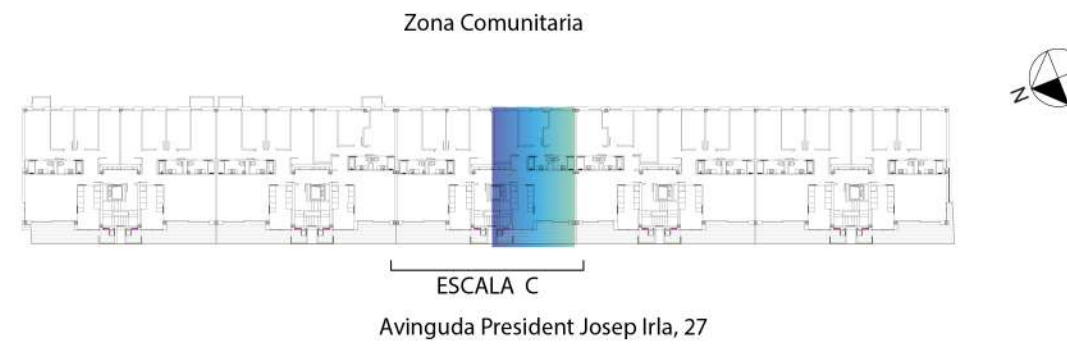 Zona Comunitaria
N
ESCALA C
Avinguda President Josep Irla, 27